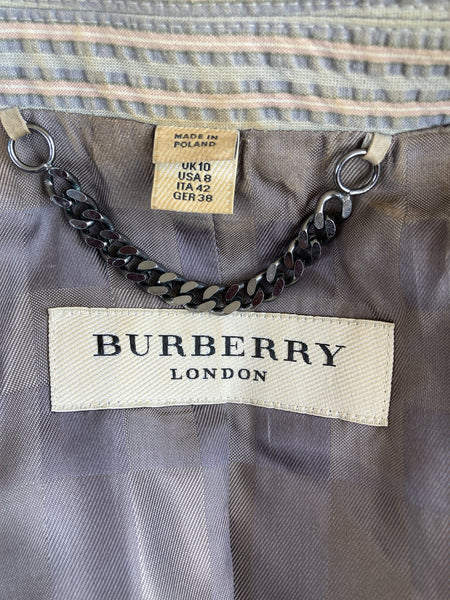 MADE IN
POLAND
UK 10
USA 8
ITA 42
GER 38
BURBERRY
LONDON